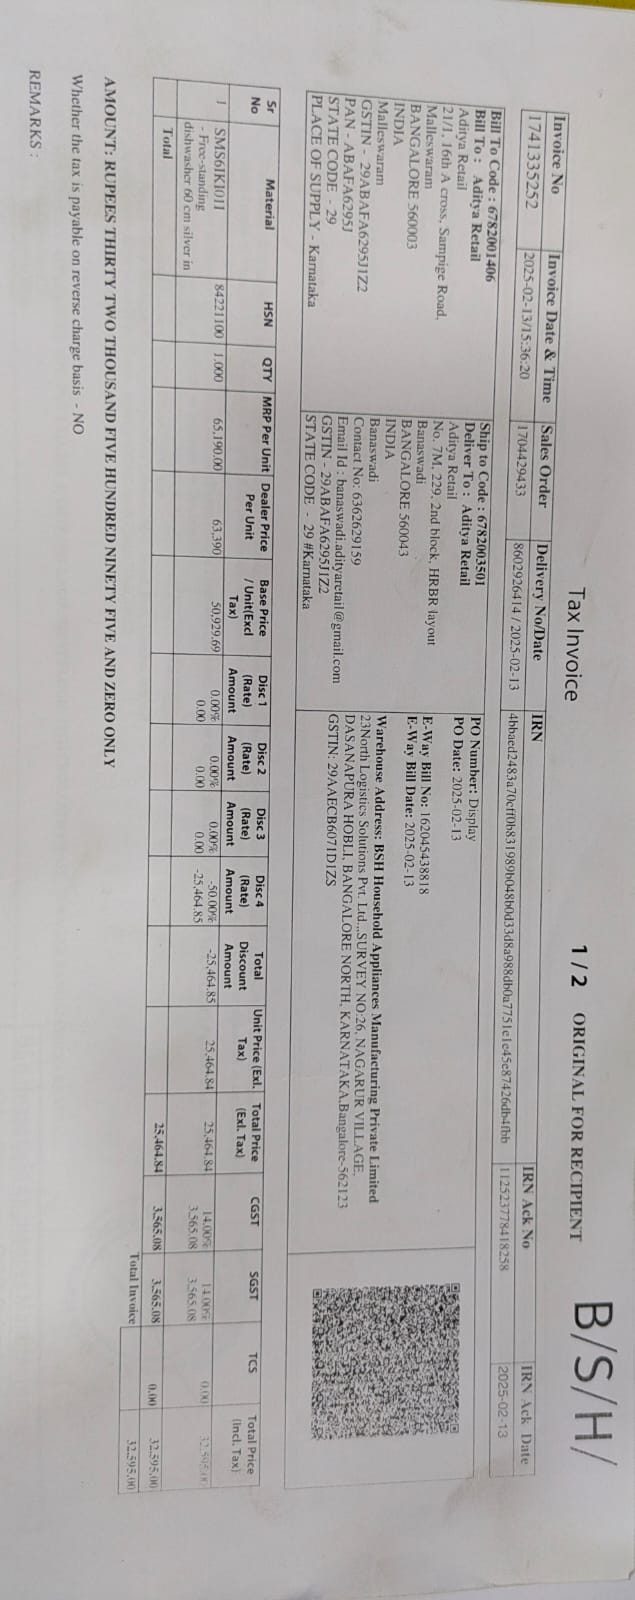 Tax Invoice
1 / 2 ORIGINAL FOR RECIPIENT
B/S/H/
Invoice No Invoice Date & Time Sales Order Delivery No/Date IRN IRN Ack No IRN Ack Date
1741335252 2025-02-13/15:36:20 1704429433 8602926414 / 2025-02-13 112523778418258 2025-02-13
Bill To Code : 6782001406
Bill To : Aditya Retail
Aditya Retail
21/1, 16th A cross, Sampige Road,
Malleswaram
BANGALORE 560003
INDIA
Malleswaram
GSTIN - 29ABAFA6295J1Z2
PAN - ABAFA6295J
STATE CODE - 29
PLACE OF SUPPLY - Karnataka
Ship to Code : 6782003501
Deliver To : Aditya Retail
Aditya Retail
No. 7M, 229, 2nd block, HRBR layout
Banaswadi
BANGALORE 560043
INDIA
Banaswadi
Contact No: 6362629159
Email Id : banaswadi.adityaretail@gmail.com
GSTIN - 29ABAFA6295J1Z2
STATE CODE - 29 #Karnataka
PO Number: Display
PO Date: 2025-02-13
E-Way Bill No: 162045438818
E-Way Bill Date: 2025-02-13
Warehouse Address: BSH Household Appliances Manufacturing Private Limited
23North Logistics Solutions Pvt. Ltd.,.SURVEY NO:26, NAGARUR VILLAGE,
DASANAPURA HOBLI, BANGALORE NORTH, KARNATAKA,Bangalore-562123
GSTIN: 29AAECB6071D1ZS
Sr No Material HSN QTY MRP Per Unit Dealer Price Per Unit Base Price / Unit(Excl Tax) Disc 1 (Rate) Amount Disc 2 (Rate) Amount Disc 3 (Rate) Amount Disc 4 (Rate) Amount Total Discount Amount Unit Price (Exl. Tax) Total Price (Exl. Tax) CGST SGST TCS Total Price (Incl. Tax)
1 SMS6IKI01I 84221100 1.000 65,190.00 63,390 50,929.69 0.00% 0.00% 0.00% -50.00% -25,464.85 25,464.84 25,464.84 14.00% 14.00% 0.00 32,595.00
- Free-standing 0.00 0.00 0.00 -25,464.85 3,565.08 3,565.08
dishwasher 60 cm silver in
Total 25,464.84 3,565.08 3,565.08 0.00 32,595.00
Total Invoice 32,595.00
AMOUNT: RUPEES THIRTY TWO THOUSAND FIVE HUNDRED NINETY FIVE AND ZERO ONLY
Whether the tax is payable on reverse charge basis - NO
REMARKS :